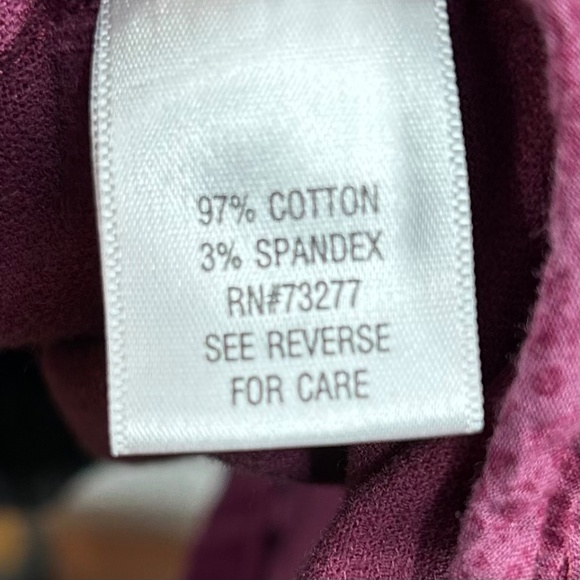 97% COTTON
3% SPANDEX
RN#73277
SEE REVERSE
FOR CARE